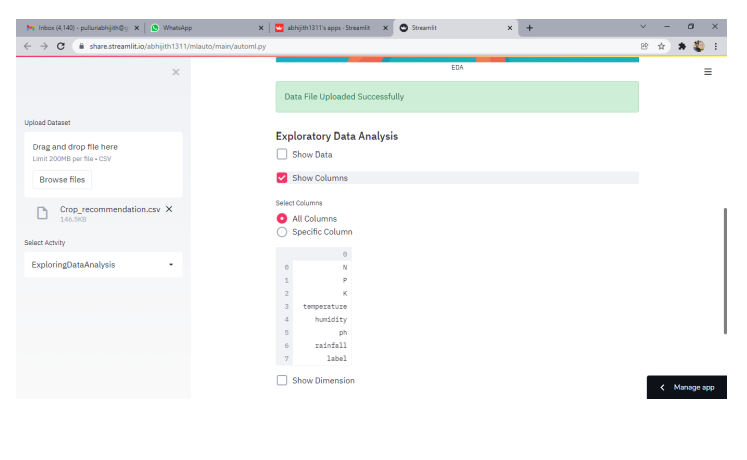 Inbox (4,140) - pulluriabhijith@g
WhatsApp
abhijith1311's apps · Streamlit
Streamlit
share.streamlit.io/abhijith1311/mlauto/main/automl.py
EDA
Data File Uploaded Successfully
Upload Dataset
Drag and drop file here
Limit 200MB per file • CSV
Browse files
Crop_recommendation.csv
146.5KB
Select Actvity
ExploringDataAnalysis
Exploratory Data Analysis
Show Data
Show Columns
Select Columns
All Columns
Specific Column
0
0 N
1 P
2 K
3 temperature
4 humidity
5 ph
6 rainfall
7 label
Show Dimension
Manage app